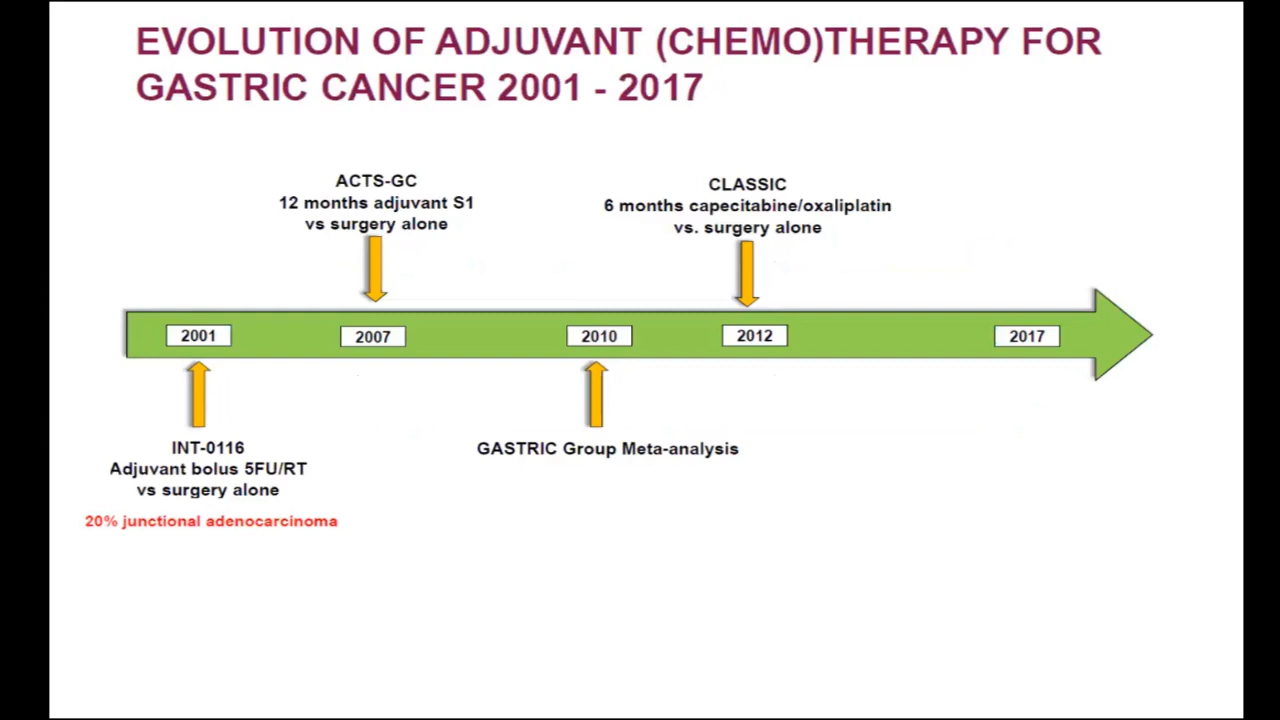 EVOLUTION OF ADJUVANT (CHEMO)THERAPY FOR
GASTRIC CANCER 2001 - 2017
ACTS-GC
12 months adjuvant S1
vs surgery alone
CLASSIC
6 months capecitabine/oxaliplatin
vs. surgery alone
2001
2007
2010
2012
2017
INT-0116
Adjuvant bolus 5FU/RT
vs surgery alone
20% junctional adenocarcinoma
GASTRIC Group Meta-analysis